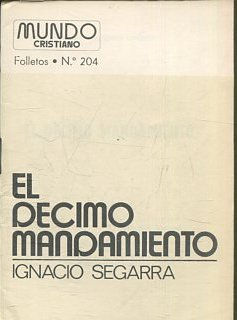 MUNDO
CRISTIANO
Folletos • N.º 204
EL
DECIMO
MANDAMIENTO
IGNACIO SEGARRA